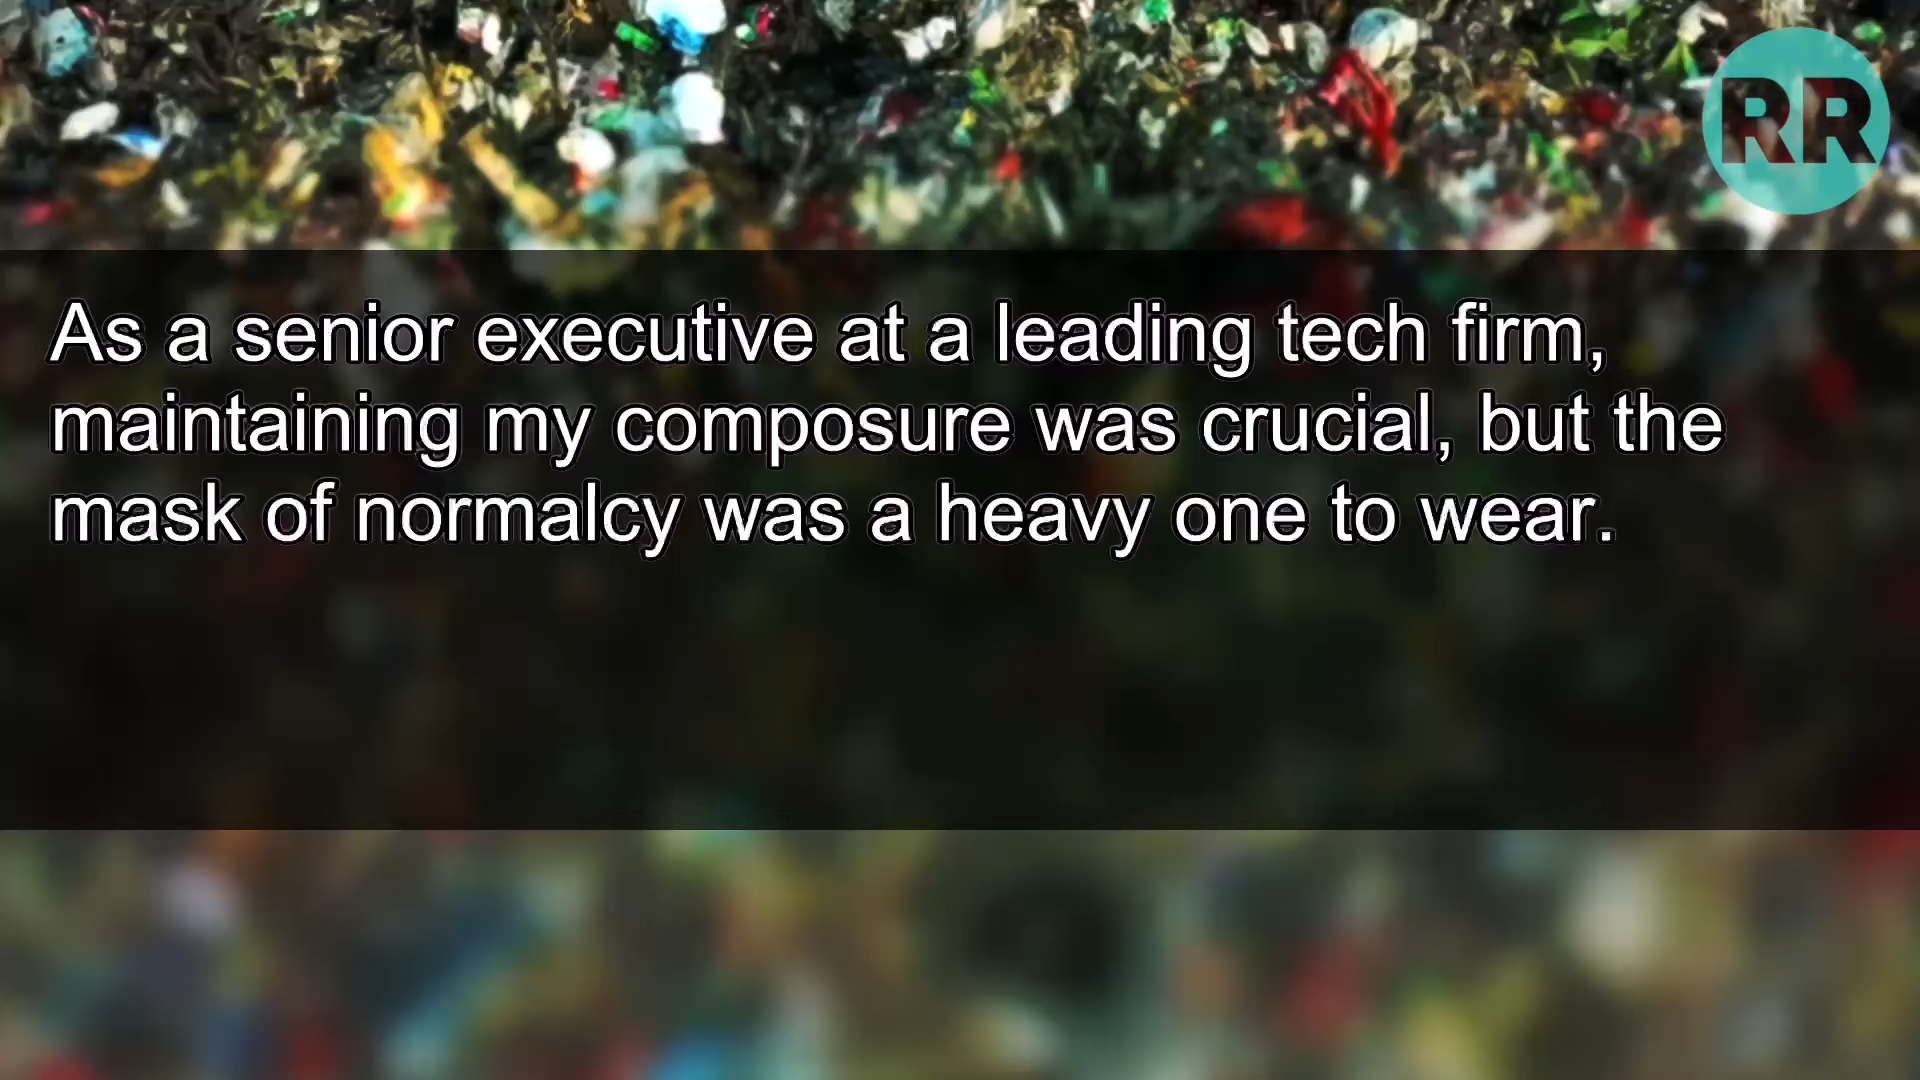 RR
As a senior executive at a leading tech firm,
maintaining my composure was crucial, but the
mask of normalcy was a heavy one to wear.